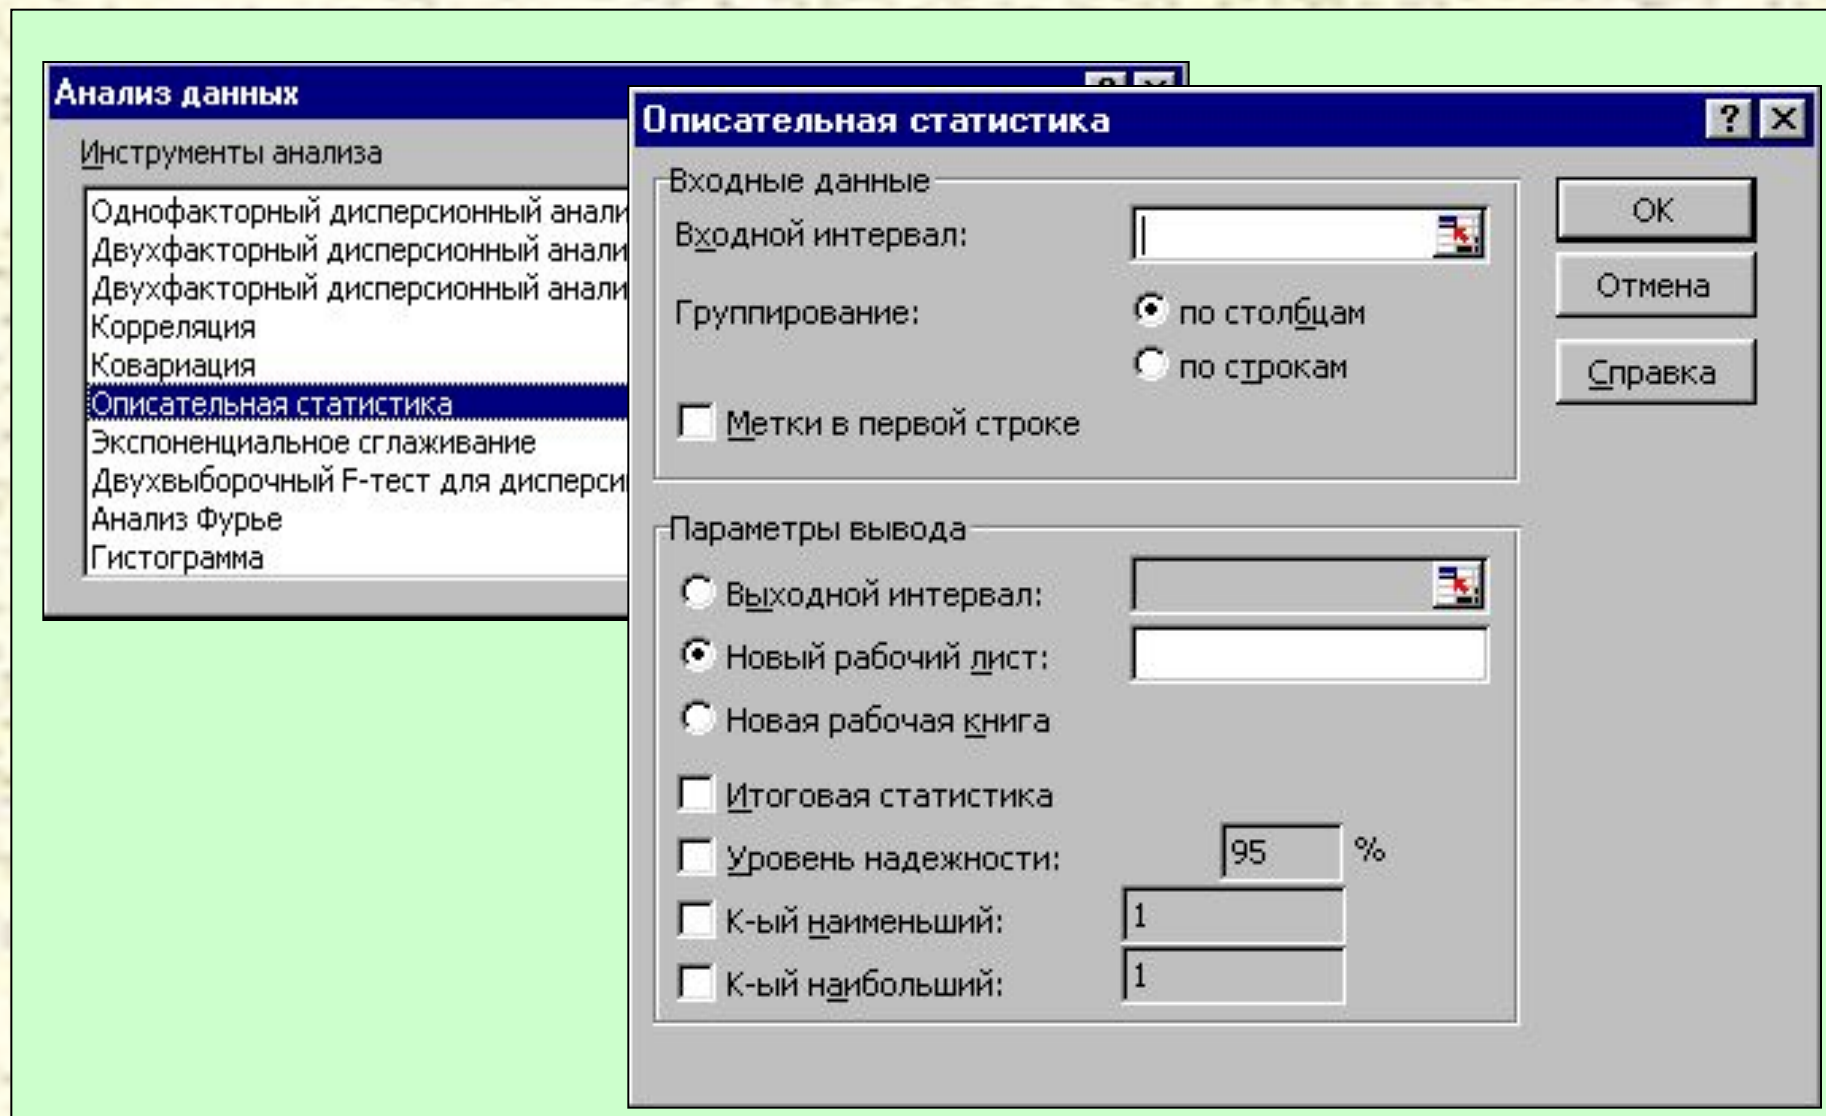 Анализ данных
Инструменты анализа
Однофакторный дисперсионный анали
Двухфакторный дисперсионный анали
Двухфакторный дисперсионный анали
Корреляция
Ковариация
Описательная статистика
Экспоненциальное сглаживание
Двухвыборочный F-тест для дисперси
Анализ Фурье
Гистограмма
Описательная статистика
Входные данные
Входной интервал:
Группирование:
по столбцам
по строкам
Метки в первой строке
OK
Отмена
Справка
Параметры вывода
Выходной интервал:
Новый рабочий лист:
Новая рабочая книга
Итоговая статистика
Уровень надежности: 95 %
К-ый наименьший: 1
К-ый наибольший: 1